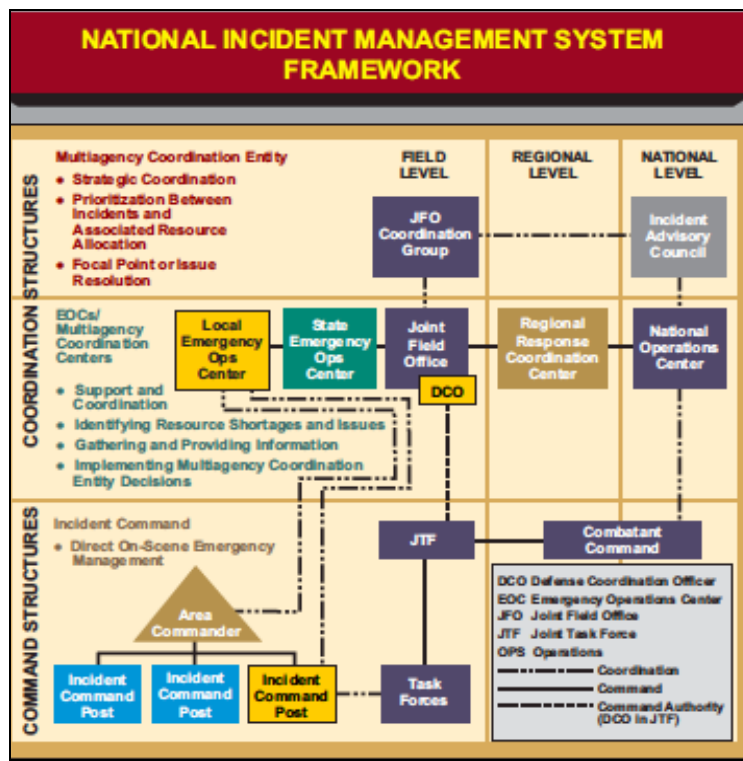 NATIONAL INCIDENT MANAGEMENT SYSTEM
FRAMEWORK
COORDINATION STRUCTURES
Multiagency Coordination Entity
• Strategic Coordination
• Prioritization Between
Incidents and
Associated Resource
Allocation
• Focal Point or Issue
Resolution
FIELD
LEVEL
REGIONAL
LEVEL
NATIONAL
LEVEL
JFO
Coordination
Group
Incident
Advisory
Council
EOCs/
Multiagency
Coordination
Centers
Local
Emergency
Ops
Center
State
Emergency
Ops
Center
Joint
Field
Office
Regional
Response
Coordination
Center
National
Operations
Center
DCO
• Support and
Coordination
• Identifying Resource Shortages and Issues
• Gathering and Providing Information
• Implementing Multiagency Coordination
Entity Decisions
COMMAND STRUCTURES
Incident Command
• Direct On-Scene Emergency
Management
JTF
Combatant
Command
Area
Commander
Incident
Command
Post
Incident
Command
Post
Incident
Command
Post
Task
Forces
DCO Defense Coordination Officer
EOC Emergency Operations Center
JFO Joint Field Office
JTF Joint Task Force
OPS Operations
Coordination
Command
Command Authority
(DCO in JTF)